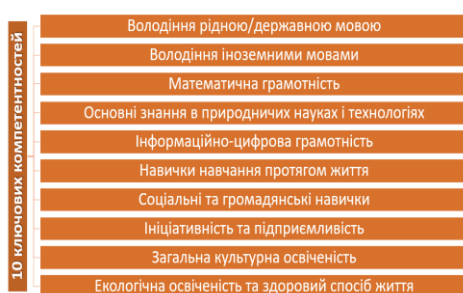 10 ключових компетентностей
Володіння рідною/державною мовою
Володіння іноземними мовами
Математична грамотність
Основні знання в природничих науках і технологіях
Інформаційно-цифрова грамотність
Навички навчання протягом життя
Соціальні та громадянські навички
Ініціативність та підприємливість
Загальна культурна освіченість
Екологічна освіченість та здоровий спосіб життя